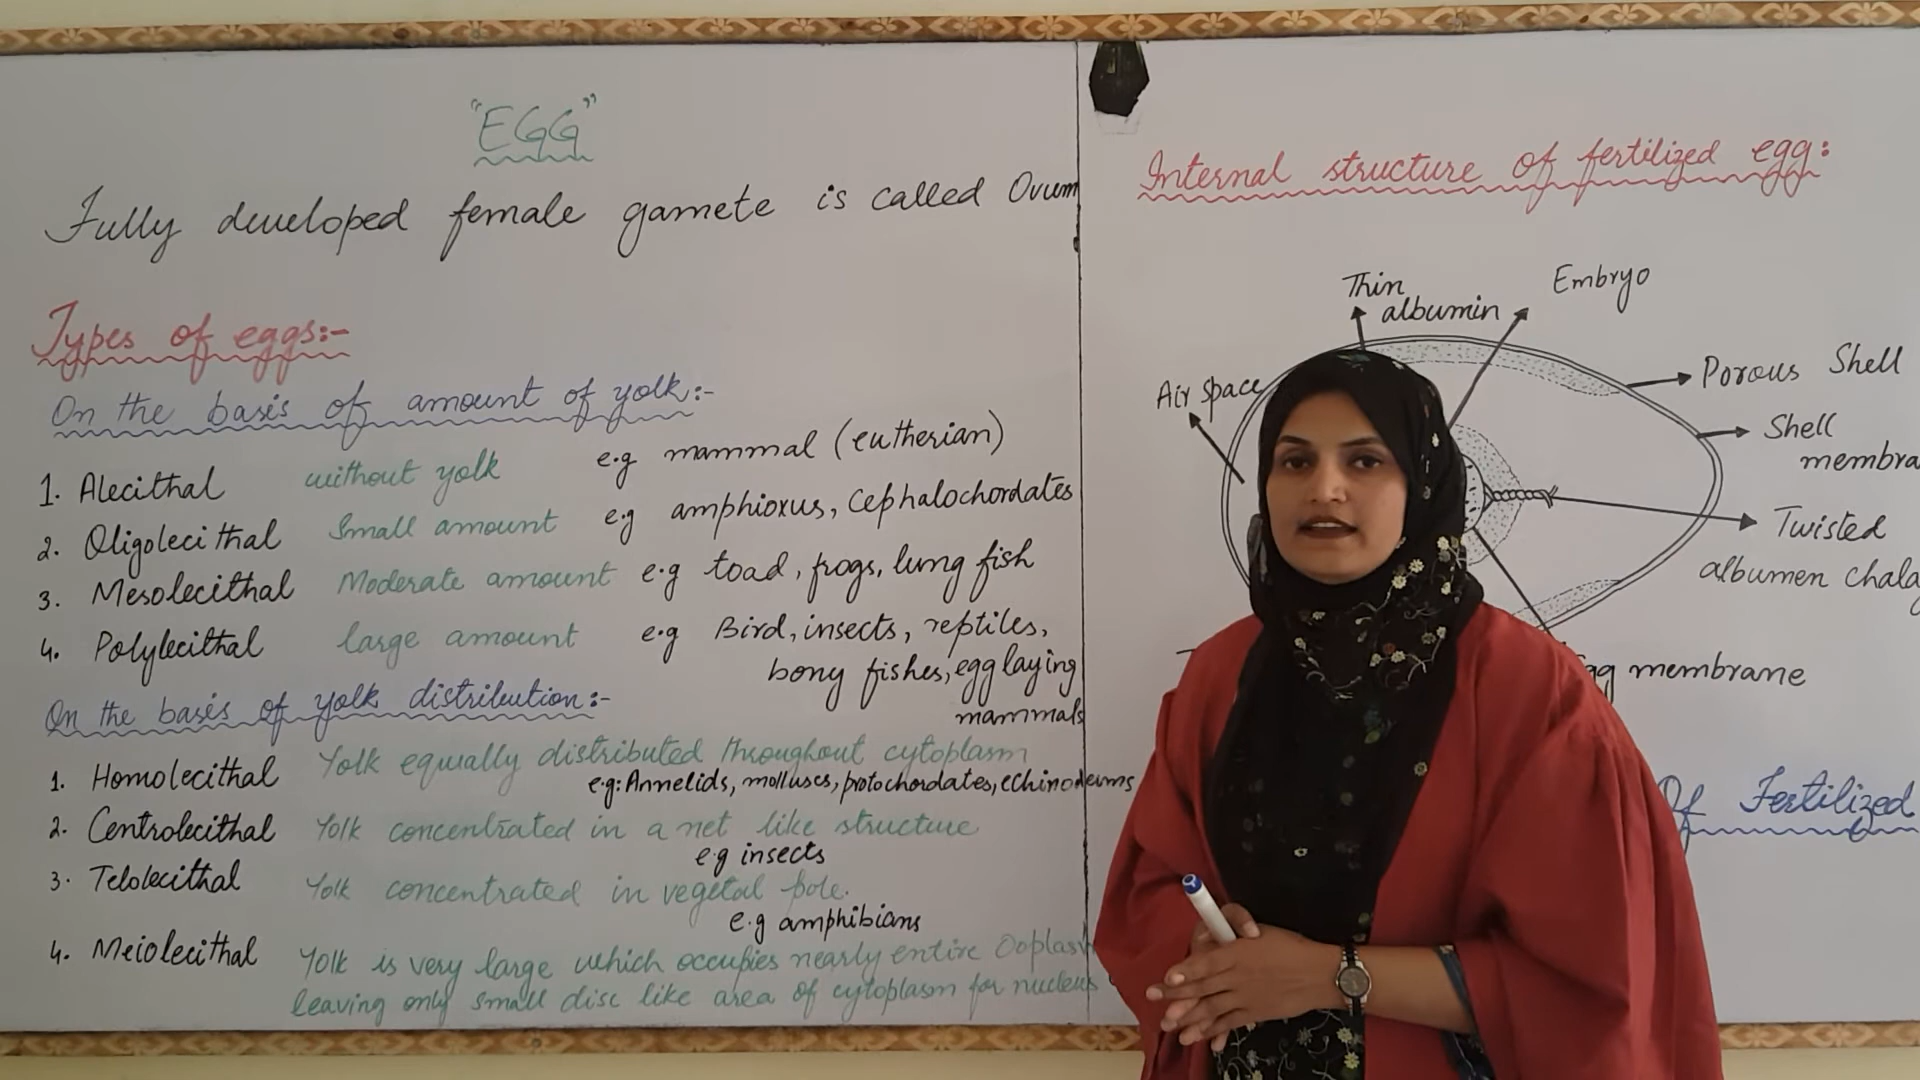 "EGG"
Fully developed female gamete is called Ovum
Types of eggs:-
On the basis of amount of yolk:-
1. Alecithal without yolk e.g mammal (eutherian)
2. Oligolecithal Small amount e.g amphioxus, Cephalochordates
3. Mesolecithal Moderate amount e.g toad, frogs, lung fish
4. Polylecithal large amount e.g Bird, insects, reptiles,
bony fishes, egg laying
mammals
On the basis of yolk distribution:-
1. Homolecithal Yolk equally distributed throughout cytoplasm
e.g: Annelids, molluscs, protochordates, echinoderms
2. Centrolecithal Yolk concentrated in a net like structure
e.g insects
3. Telolecithal Yolk concentrated in vegetal pole.
e.g amphibians
4. Meiolecithal Yolk is very large which occupies nearly entire Ooplasm
leaving only small disc like area of cytoplasm for nucleus
Internal structure of fertilized egg:
Thin
albumin
Embryo
Air space
Porous Shell
Shell
membra
Twisted
albumen chala
membrane
Of Fertilized